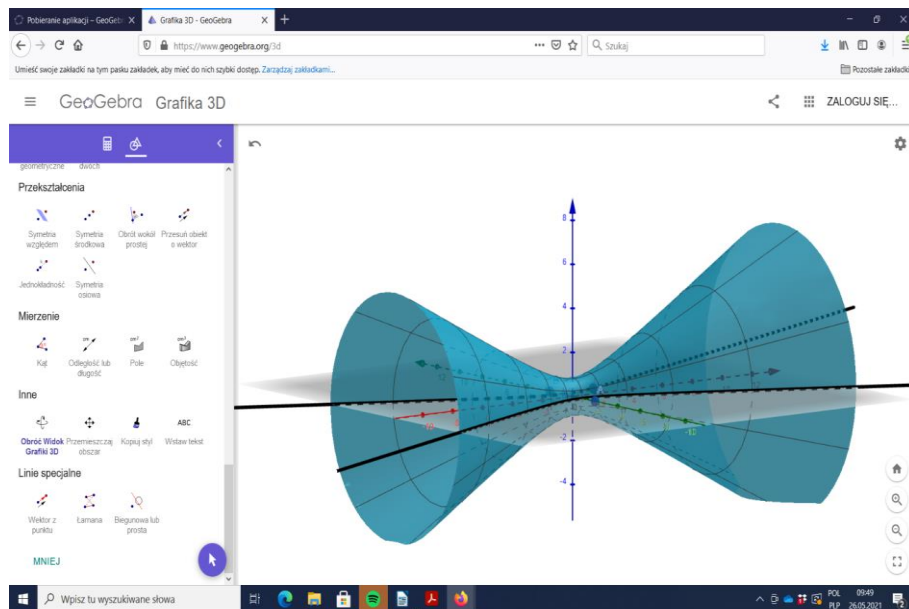 Pobieranie aplikacji – GeoGebr
Grafika 3D - GeoGebra
https://www.geogebra.org/3d
Szukaj
Umieść swoje zakładki na tym pasku zakładek, aby mieć do nich szybki dostęp. Zarządzaj zakładkami...
Pozostałe zakładki
GeoGebra Grafika 3D
ZALOGUJ SIĘ...
geometryczne dwóch
Przekształcenia
Symetria względem
Symetria środkowa
Obrót wokół prostej
Przesuń obiekt o wektor
Jednokładność
Symetria osiowa
Mierzenie
Kąt
Odległość lub długość
Pole
Objętość
Inne
ABC
Obróć Widok Grafiki 3D
Przemieszczaj obszar
Kopiuj styl
Wstaw tekst
Linie specjalne
Wektor z punktu
Łamana
Biegunowa lub prosta
MNIEJ
8
6
4
2
-2
-4
-12
Wpisz tu wyszukiwane słowa
POL
PLP
09:49
26.05.2021